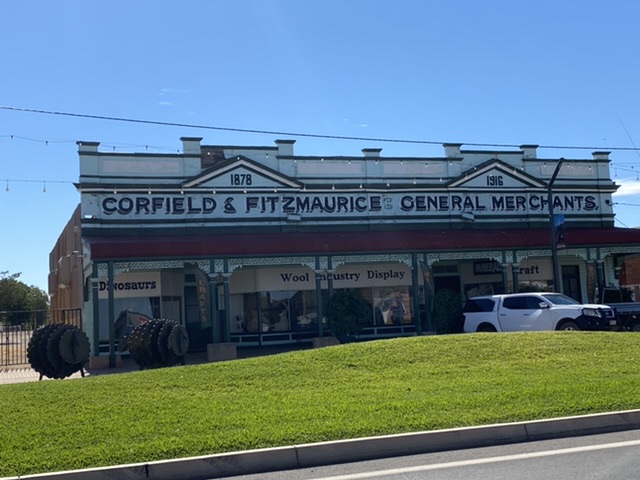 1878
1916
CORFIELD & FITZMAURICE GENERAL MERCHANTS.
DINOSAURS
WOOL INDUSTRY DISPLAY
CRAFT